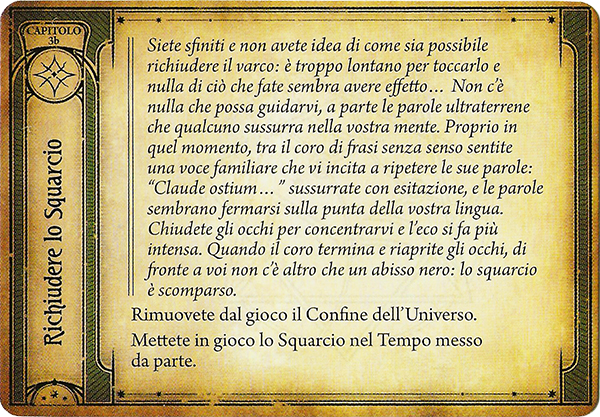 CAPITOLO
3b
Richiudere lo Squarcio
Siete sfiniti e non avete idea di come sia possibile
richiudere il varco: è troppo lontano per toccarlo e
nulla di ciò che fate sembra avere effetto… Non c'è
nulla che possa guidarvi, a parte le parole ultraterrene
che qualcuno sussurra nella vostra mente. Proprio in
quel momento, tra il coro di frasi senza senso sentite
una voce familiare che vi incita a ripetere le sue parole:
“Claude ostium…” sussurrate con esitazione, e le parole
sembrano fermarsi sulla punta della vostra lingua.
Chiudete gli occhi per concentrarvi e l'eco si fa più
intensa. Quando il coro termina e riaprite gli occhi, di
fronte a voi non c'è altro che un abisso nero: lo squarcio
è scomparso.
Rimuovete dal gioco il Confine dell'Universo.
Mettete in gioco lo Squarcio nel Tempo messo
da parte.